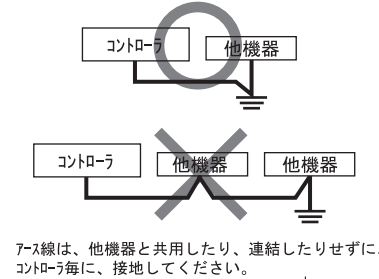 コントローラ 他機器
コントローラ 他機器 他機器
アース線は、他機器と共用したり、連結したりせずに、
コントローラ毎に、接地してください。